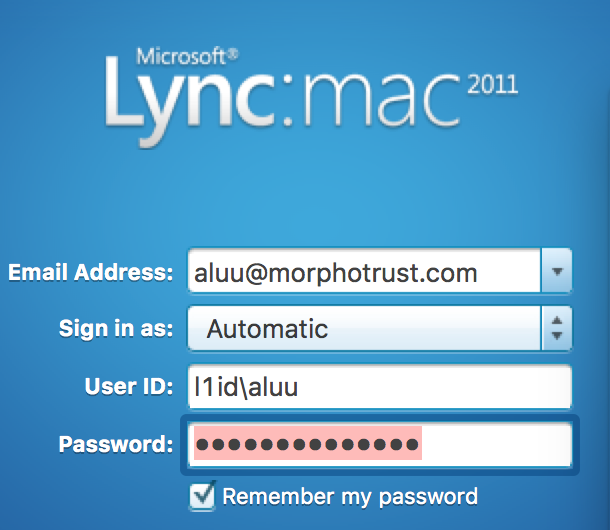 Microsoft®
Lync:mac 2011
Email Address: aluu@morphotrust.com
Sign in as: Automatic
User ID: l1id\aluu
Password: ••••••••••••••
Remember my password